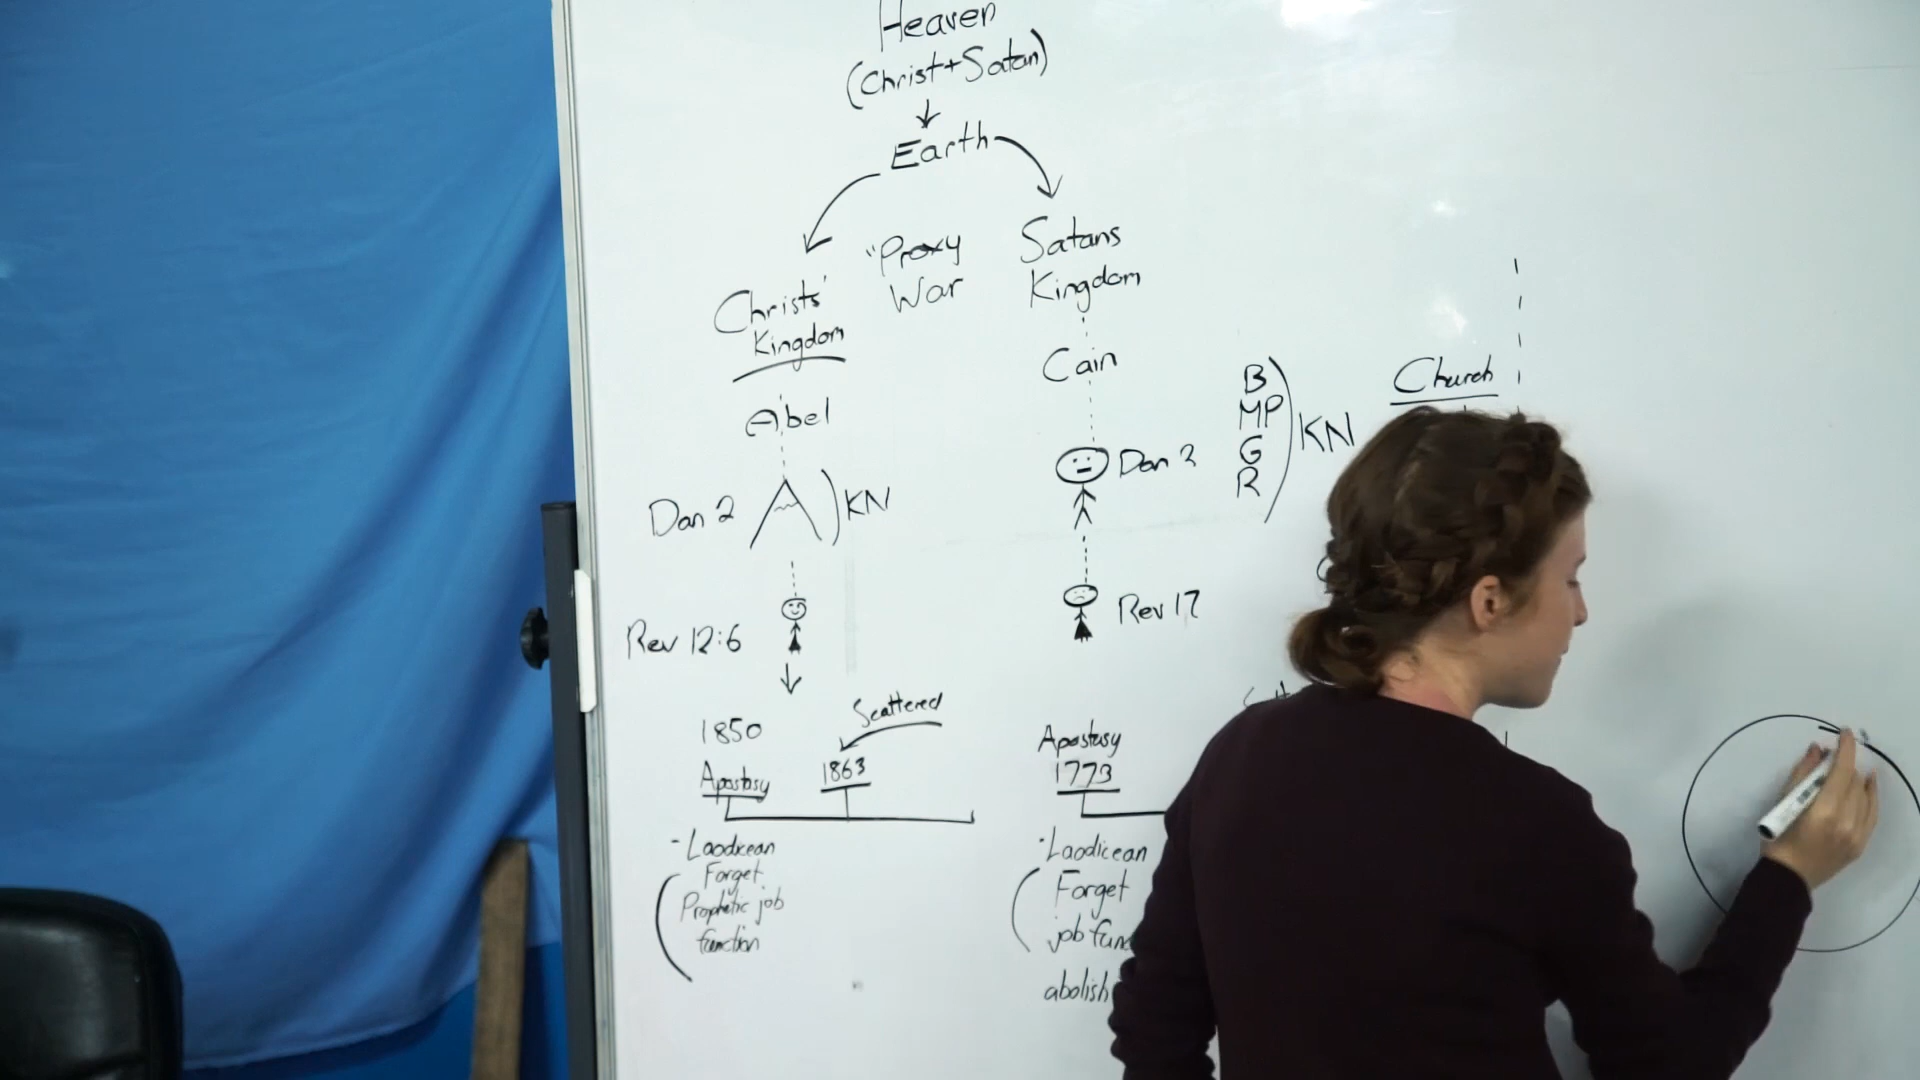 Heaven
(Christ+Satan)
Earth
"Proxy
War
Satans
Kingdom
Christs'
Kingdom
Abel
Cain
Dan 2
KN
Dan 2
B
MP
G
R
KN
Church
Rev 12:6
Rev 17
1850
Apostasy
Scattered
1863
- Laodicean
Forget
Prophetic job
function
Apostasy
1773
· Laodicean
Forget
job func
abolish